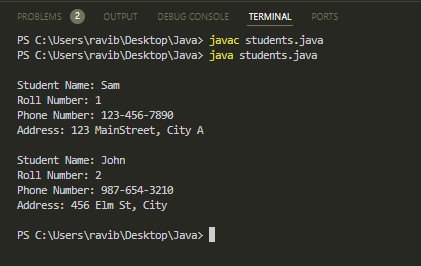 PROBLEMS 2 OUTPUT DEBUG CONSOLE TERMINAL PORTS
PS C:\Users\ravib\Desktop\Java> javac students.java
PS C:\Users\ravib\Desktop\Java> java students.java
Student Name: Sam
Roll Number: 1
Phone Number: 123-456-7890
Address: 123 MainStreet, City A
Student Name: John
Roll Number: 2
Phone Number: 987-654-3210
Address: 456 Elm St, City
PS C:\Users\ravib\Desktop\Java>